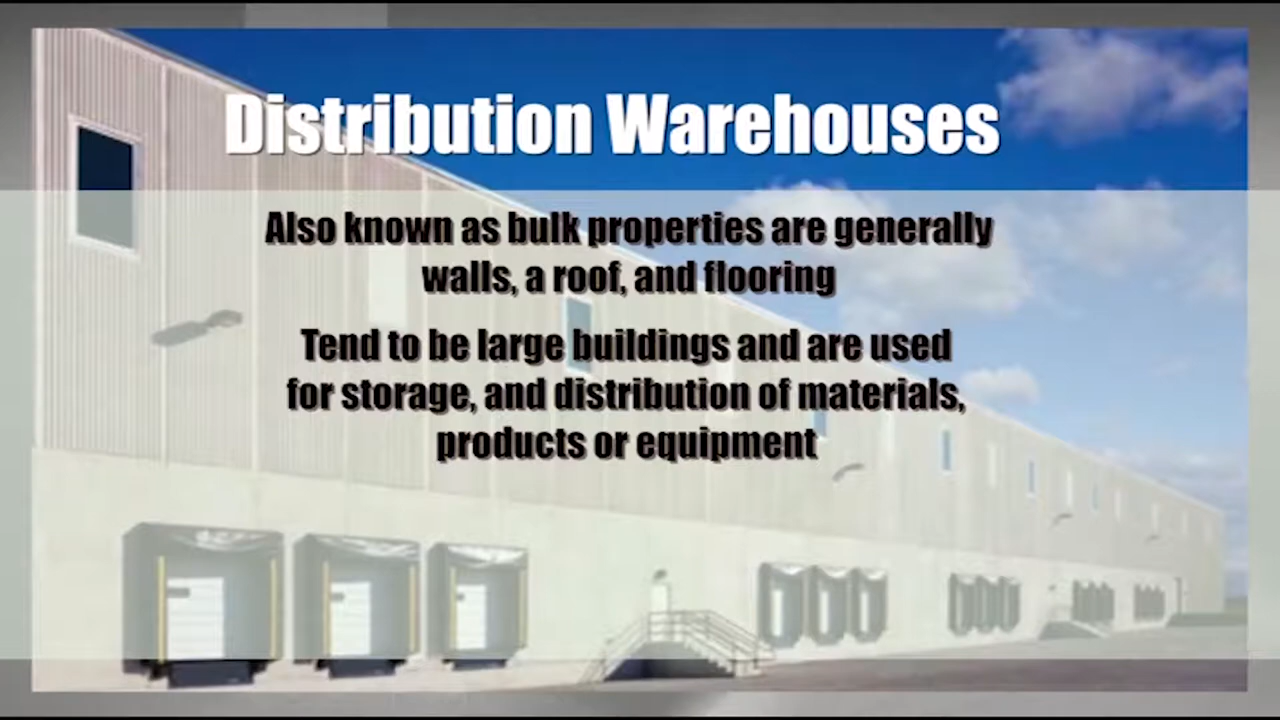 Distribution Warehouses
Also known as bulk properties are generally
walls, a roof, and flooring
Tend to be large buildings and are used
for storage, and distribution of materials,
products or equipment